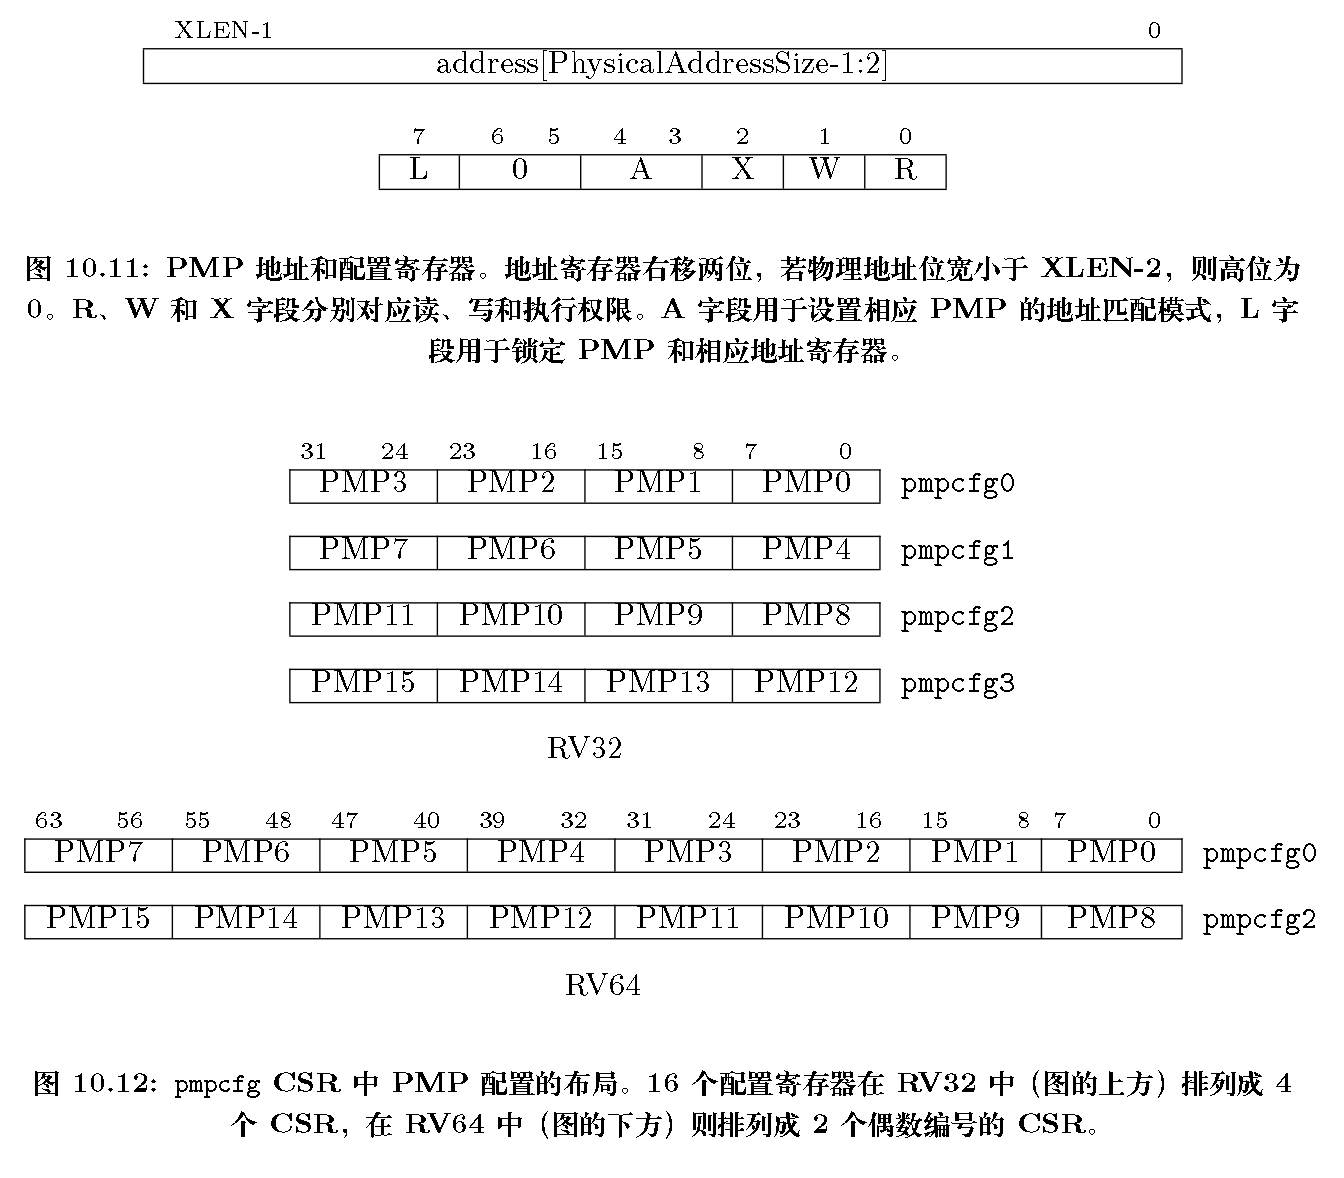 XLEN-1 0
address[PhysicalAddressSize-1:2]
7 6 5 4 3 2 1 0
L 0 A X W R
图 10.11: PMP 地址和配置寄存器。地址寄存器右移两位，若物理地址位宽小于 XLEN-2，则高位为
0。R、W 和 X 字段分别对应读、写和执行权限。A 字段用于设置相应 PMP 的地址匹配模式，L 字
段用于锁定 PMP 和相应地址寄存器。
31 24 23 16 15 8 7 0
PMP3 PMP2 PMP1 PMP0 pmpcfg0
PMP7 PMP6 PMP5 PMP4 pmpcfg1
PMP11 PMP10 PMP9 PMP8 pmpcfg2
PMP15 PMP14 PMP13 PMP12 pmpcfg3
RV32
63 56 55 48 47 40 39 32 31 24 23 16 15 8 7 0
PMP7 PMP6 PMP5 PMP4 PMP3 PMP2 PMP1 PMP0 pmpcfg0
PMP15 PMP14 PMP13 PMP12 PMP11 PMP10 PMP9 PMP8 pmpcfg2
RV64
图 10.12: pmpcfg CSR 中 PMP 配置的布局。16 个配置寄存器在 RV32 中（图的上方）排列成 4
个 CSR，在 RV64 中（图的下方）则排列成 2 个偶数编号的 CSR。